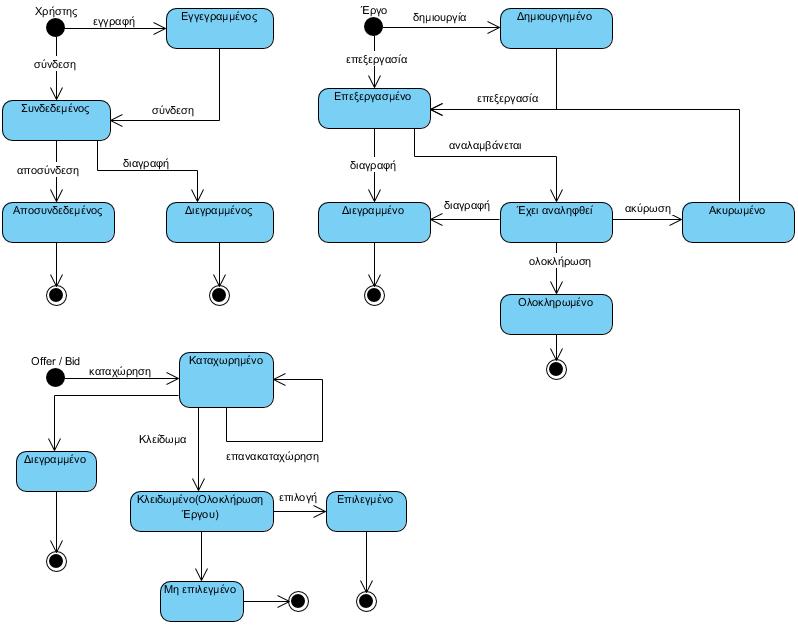 Χρήστης
εγγραφή
Εγγεγραμμένος
σύνδεση
Συνδεδεμένος
σύνδεση
αποσύνδεση
διαγραφή
Αποσυνδεδεμένος
Διεγραμμένος
Έργο
δημιουργία
Δημιουργημένο
επεξεργασία
Επεξεργασμένο
επεξεργασία
αναλαμβάνεται
διαγραφή
Διεγραμμένο
διαγραφή
Έχει αναληφθεί
ακύρωση
Ακυρωμένο
ολοκλήρωση
Ολοκληρωμένο
Offer / Bid
καταχώρηση
Καταχωρημένο
Κλείδωμα
επανακαταχώρηση
Διεγραμμένο
Κλειδωμένο(Ολοκλήρωση
Έργου)
επιλογή
Επιλεγμένο
Μη επιλεγμένο